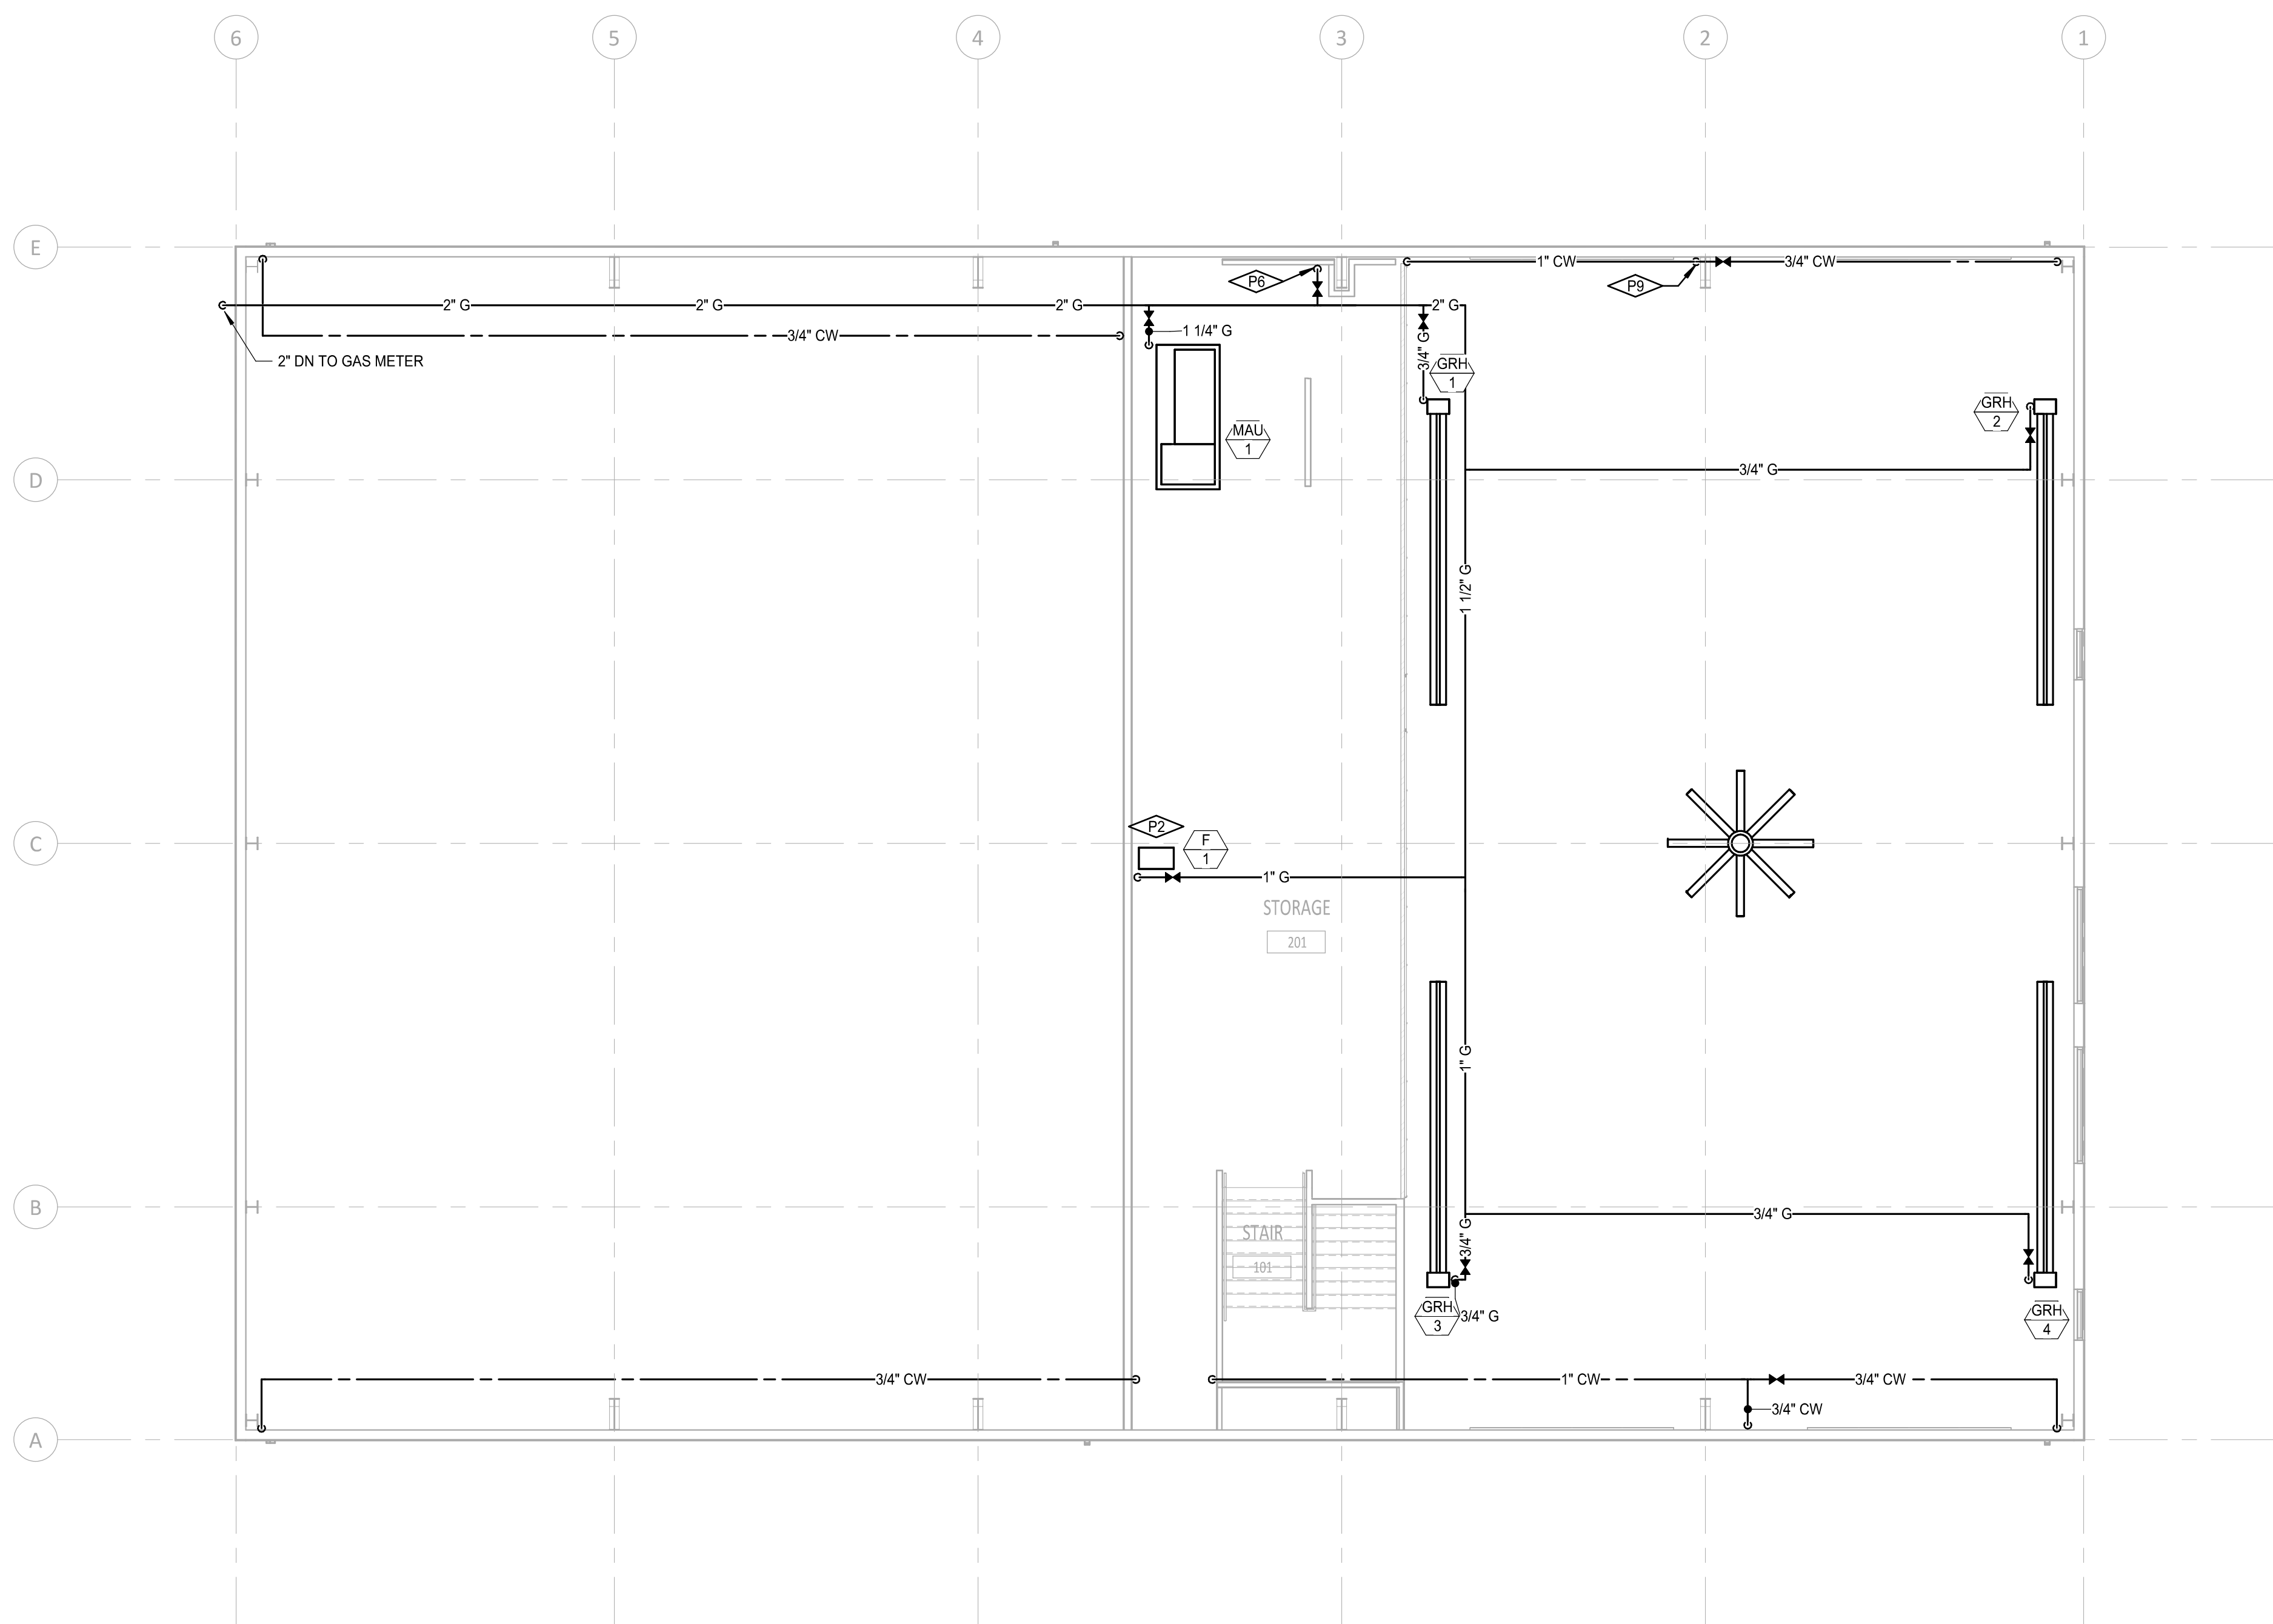 6
5
4
3
2
1
E
1" CW
3/4" CW
P6
P9
2" G
2" G
2" G
2" G
1 1/4" G
3/4" CW
2" DN TO GAS METER
3/4" G
GRH
1
GRH
2
MAU
1
3/4" G
D
1 1/2" G
P2
F
1
C
1" G
STORAGE
201
1" G
B
3/4" G
3/4" G
STAIR
101
GRH
3
3/4" G
GRH
4
3/4" CW
1" CW
3/4" CW
3/4" CW
A